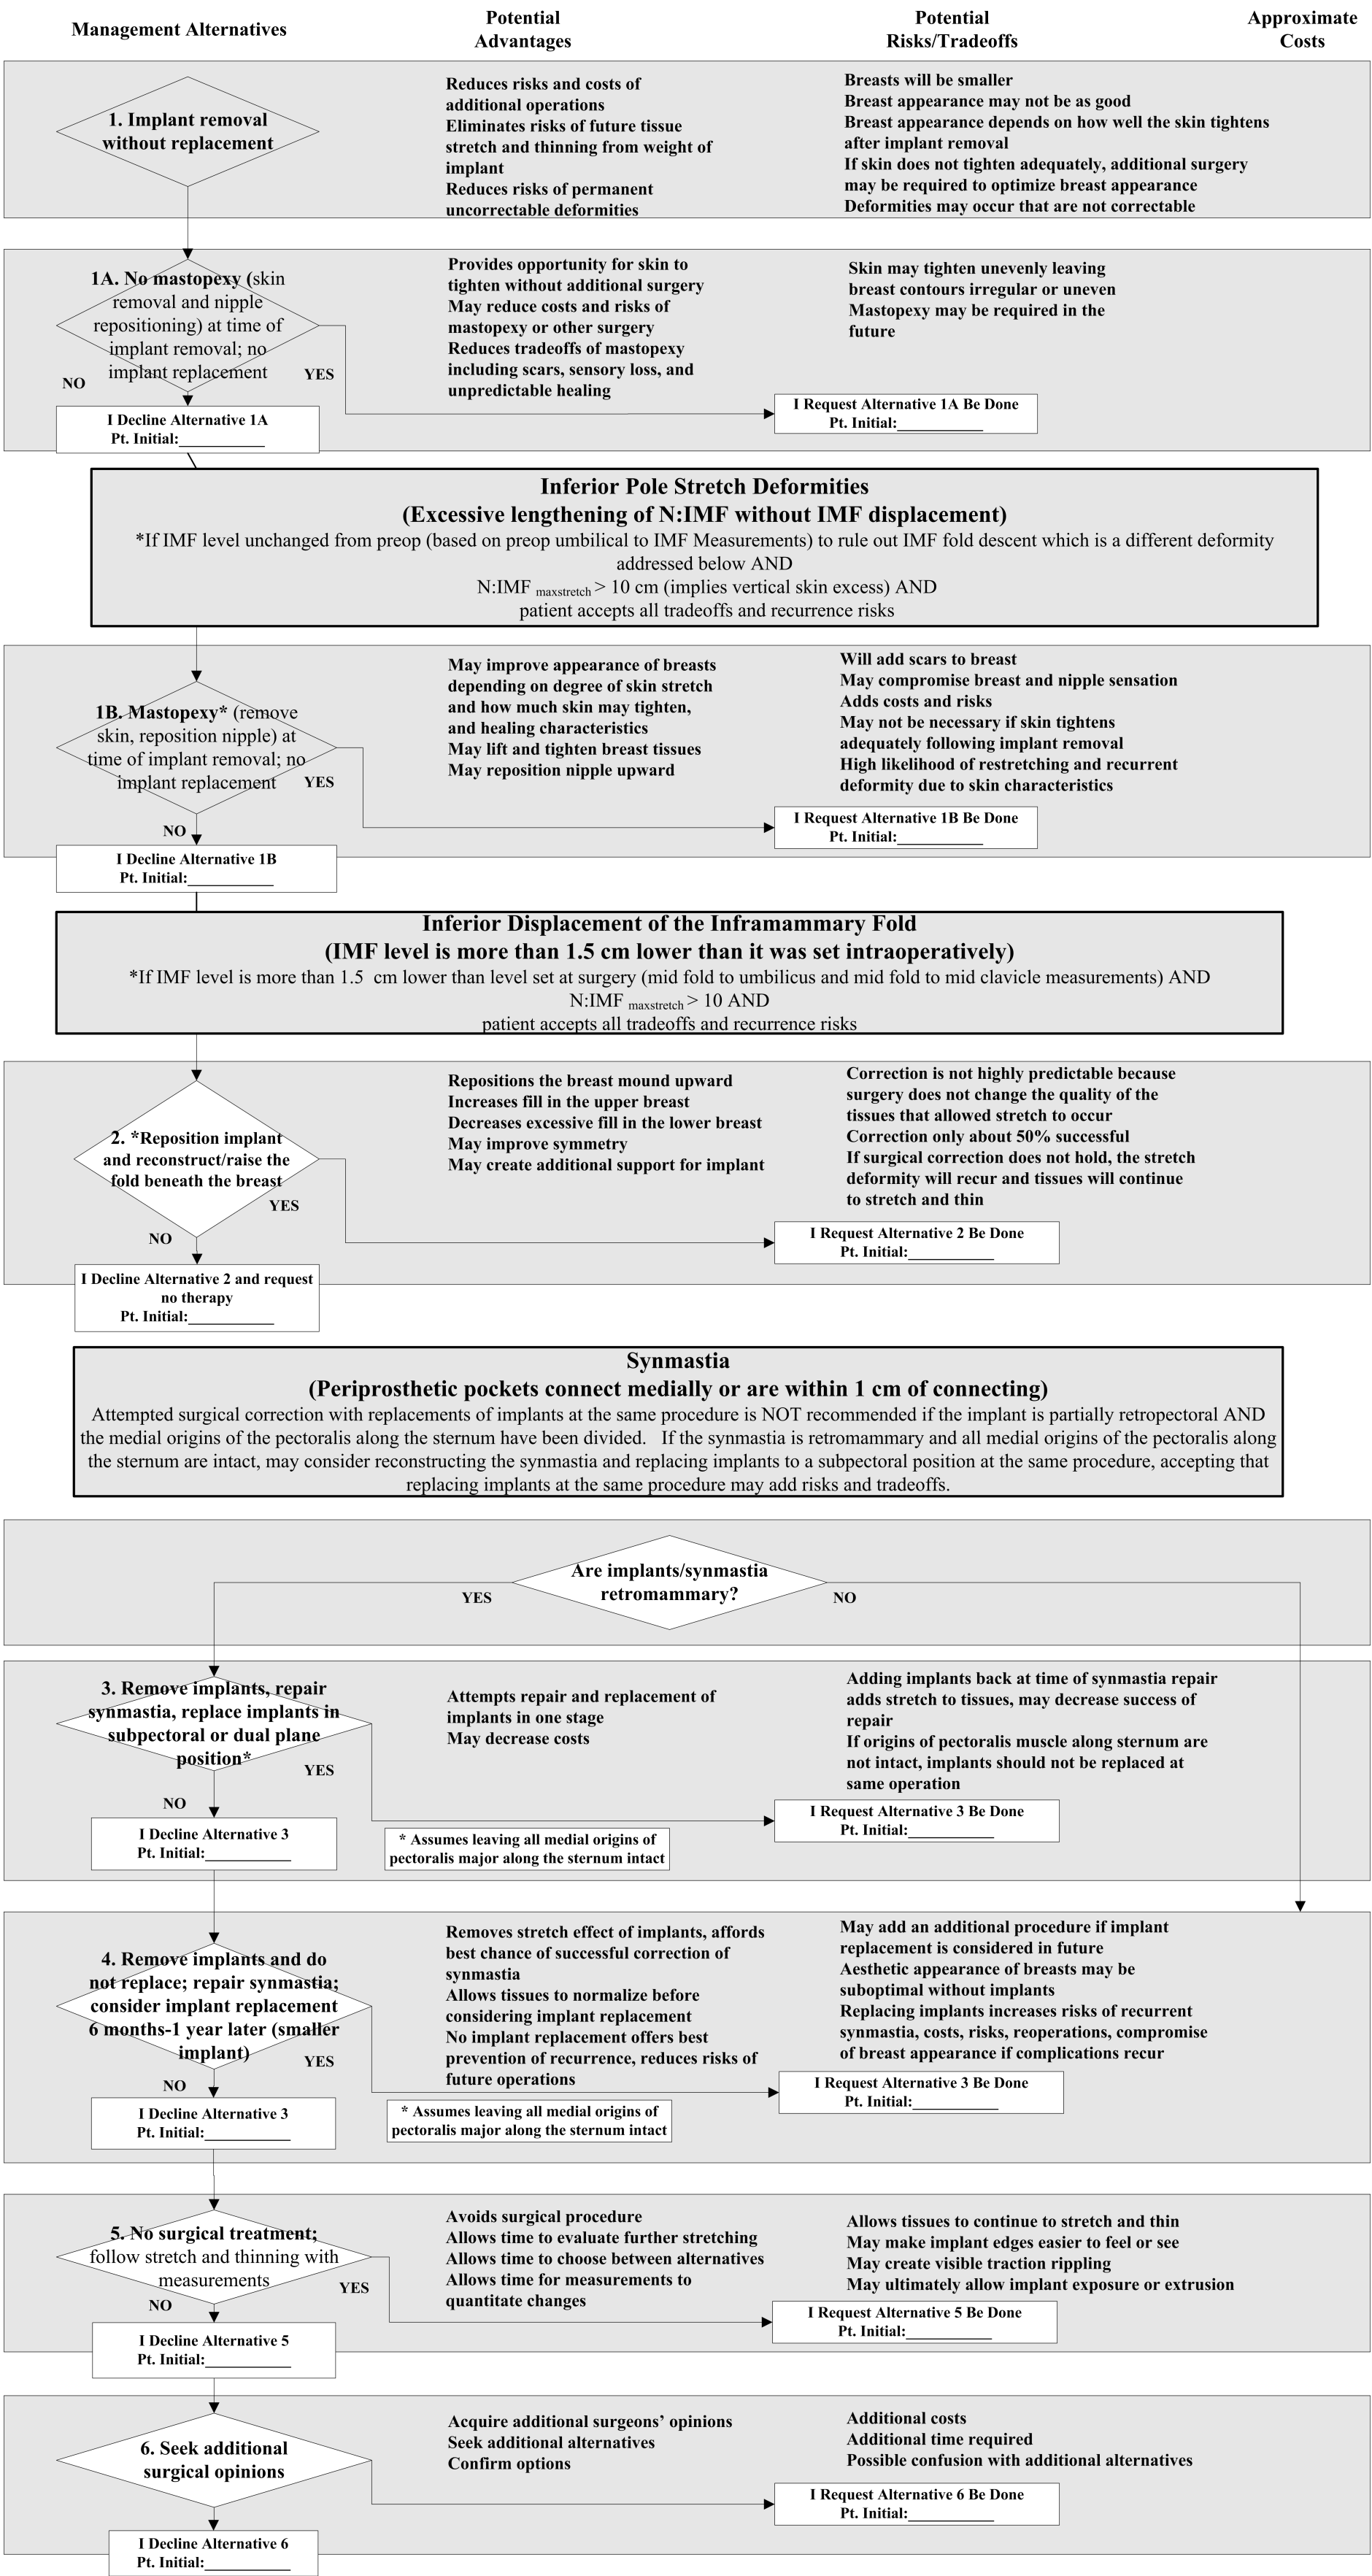 Management Alternatives
Potential
Advantages
Potential
Risks/Tradeoffs
Approximate
Costs
1. Implant removal
without replacement
Reduces risks and costs of
additional operations
Eliminates risks of future tissue
stretch and thinning from weight of
implant
Reduces risks of permanent
uncorrectable deformities
Breasts will be smaller
Breast appearance may not be as good
Breast appearance depends on how well the skin tightens
after implant removal
If skin does not tighten adequately, additional surgery
may be required to optimize breast appearance
Deformities may occur that are not correctable
1A. No mastopexy (skin
removal and nipple
repositioning) at time of
implant removal; no
implant replacement
NO
YES
Provides opportunity for skin to
tighten without additional surgery
May reduce costs and risks of
mastopexy or other surgery
Reduces tradeoffs of mastopexy
including scars, sensory loss, and
unpredictable healing
Skin may tighten unevenly leaving
breast contours irregular or uneven
Mastopexy may be required in the
future
I Decline Alternative 1A
Pt. Initial:____________
I Request Alternative 1A Be Done
Pt. Initial:____________
Inferior Pole Stretch Deformities
(Excessive lengthening of N:IMF without IMF displacement)
*If IMF level unchanged from preop (based on preop umbilical to IMF Measurements) to rule out IMF fold descent which is a different deformity
addressed below AND
N:IMF maxstretch > 10 cm (implies vertical skin excess) AND
patient accepts all tradeoffs and recurrence risks
1B. Mastopexy* (remove
skin, reposition nipple) at
time of implant removal; no
implant replacement
YES
NO
May improve appearance of breasts
depending on degree of skin stretch
and how much skin may tighten,
and healing characteristics
May lift and tighten breast tissues
May reposition nipple upward
Will add scars to breast
May compromise breast and nipple sensation
Adds costs and risks
May not be necessary if skin tightens
adequately following implant removal
High likelihood of restretching and recurrent
deformity due to skin characteristics
I Request Alternative 1B Be Done
Pt. Initial:____________
I Decline Alternative 1B
Pt. Initial:____________
Inferior Displacement of the Inframammary Fold
(IMF level is more than 1.5 cm lower than it was set intraoperatively)
*If IMF level is more than 1.5 cm lower than level set at surgery (mid fold to umbilicus and mid fold to mid clavicle measurements) AND
N:IMF maxstretch > 10 AND
patient accepts all tradeoffs and recurrence risks
2. *Reposition implant
and reconstruct/raise the
fold beneath the breast
YES
NO
Repositions the breast mound upward
Increases fill in the upper breast
Decreases excessive fill in the lower breast
May improve symmetry
May create additional support for implant
Correction is not highly predictable because
surgery does not change the quality of the
tissues that allowed stretch to occur
Correction only about 50% successful
If surgical correction does not hold, the stretch
deformity will recur and tissues will continue
to stretch and thin
I Request Alternative 2 Be Done
Pt. Initial:____________
I Decline Alternative 2 and request
no therapy
Pt. Initial:____________
Synmastia
(Periprosthetic pockets connect medially or are within 1 cm of connecting)
Attempted surgical correction with replacements of implants at the same procedure is NOT recommended if the implant is partially retropectoral AND
the medial origins of the pectoralis along the sternum have been divided. If the synmastia is retromammary and all medial origins of the pectoralis along
the sternum are intact, may consider reconstructing the synmastia and replacing implants to a subpectoral position at the same procedure, accepting that
replacing implants at the same procedure may add risks and tradeoffs.
Are implants/synmastia
retromammary?
YES
NO
3. Remove implants, repair
synmastia, replace implants in
subpectoral or dual plane
position*
YES
NO
Attempts repair and replacement of
implants in one stage
May decrease costs
Adding implants back at time of synmastia repair
adds stretch to tissues, may decrease success of
repair
If origins of pectoralis muscle along sternum are
not intact, implants should not be replaced at
same operation
I Request Alternative 3 Be Done
Pt. Initial:____________
I Decline Alternative 3
Pt. Initial:____________
* Assumes leaving all medial origins of
pectoralis major along the sternum intact
4. Remove implants and do
not replace; repair synmastia;
consider implant replacement
6 months-1 year later (smaller
implant)
YES
NO
Removes stretch effect of implants, affords
best chance of successful correction of
synmastia
Allows tissues to normalize before
considering implant replacement
No implant replacement offers best
prevention of recurrence, reduces risks of
future operations
May add an additional procedure if implant
replacement is considered in future
Aesthetic appearance of breasts may be
suboptimal without implants
Replacing implants increases risks of recurrent
synmastia, costs, risks, reoperations, compromise
of breast appearance if complications recur
I Request Alternative 3 Be Done
Pt. Initial:____________
I Decline Alternative 3
Pt. Initial:____________
* Assumes leaving all medial origins of
pectoralis major along the sternum intact
5. No surgical treatment;
follow stretch and thinning with
measurements
YES
NO
Avoids surgical procedure
Allows time to evaluate further stretching
Allows time to choose between alternatives
Allows time for measurements to
quantitate changes
Allows tissues to continue to stretch and thin
May make implant edges easier to feel or see
May create visible traction rippling
May ultimately allow implant exposure or extrusion
I Request Alternative 5 Be Done
Pt. Initial:____________
I Decline Alternative 5
Pt. Initial:____________
6. Seek additional
surgical opinions
Acquire additional surgeons’ opinions
Seek additional alternatives
Confirm options
Additional costs
Additional time required
Possible confusion with additional alternatives
I Request Alternative 6 Be Done
Pt. Initial:____________
I Decline Alternative 6
Pt. Initial:____________